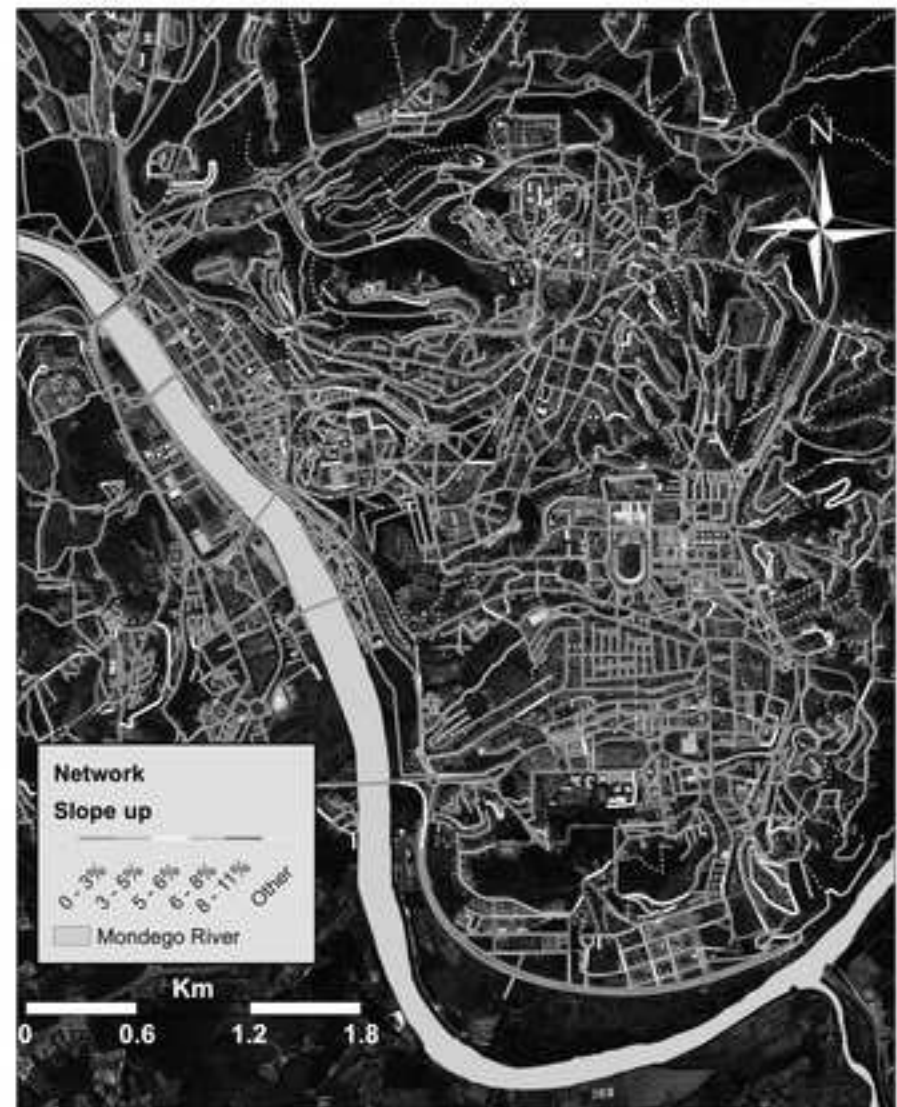 N
Network
Slope up
0 - 3%
3 - 5%
5 - 6%
6 - 8%
8 - 11%
Other
Mondego River
Km
0 0.6 1.2 1.8